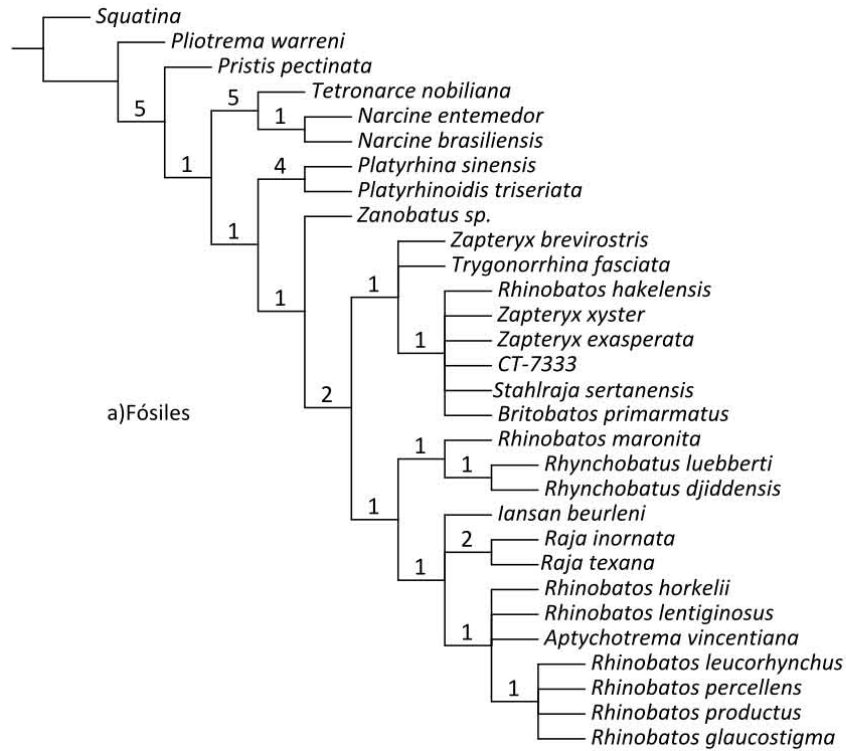 Squatina
Pliotrema warreni
Pristis pectinata
5
5
Tetronarce nobiliana
1
Narcine entemedor
Narcine brasiliensis
1
4
Platyrhina sinensis
Platyrhinoidis triseriata
1
Zanobatus sp.
1
Zapteryx brevirostris
Trygonorrhina fasciata
1
Rhinobatos hakelensis
Zapteryx xyster
1
Zapteryx exasperata
CT-7333
Stahlraja sertanensis
Britobatos primarmatus
2
a)Fósiles
1
Rhinobatos maronita
1
Rhynchobatus luebberti
Rhynchobatus djiddensis
1
Iansan beurleni
2
Raja inornata
Raja texana
1
Rhinobatos horkelii
Rhinobatos lentiginosus
1
Aptychotrema vincentiana
Rhinobatos leucorhynchus
1
Rhinobatos percellens
Rhinobatos productus
Rhinobatos glaucostigma